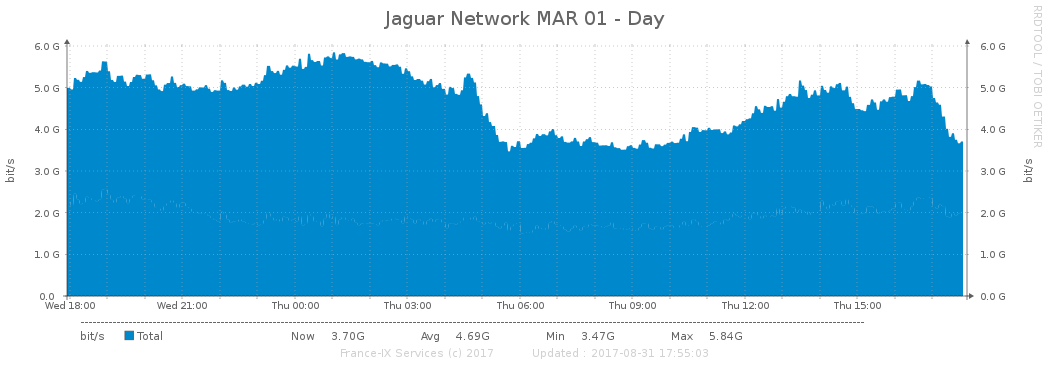 Jaguar Network MAR 01 - Day
RRDTOOL / TOBI OETIKER
bit/s
bit/s
6.0 G 6.0 G
5.0 G 5.0 G
4.0 G 4.0 G
3.0 G 3.0 G
2.0 G 2.0 G
1.0 G 1.0 G
0.0 0.0 G
Wed 18:00 Wed 21:00 Thu 00:00 Thu 03:00 Thu 06:00 Thu 09:00 Thu 12:00 Thu 15:00
bit/s Total Now 3.70G Avg 4.69G Min 3.47G Max 5.84G
France-IX Services (c) 2017 Updated : 2017-08-31 17:55:03